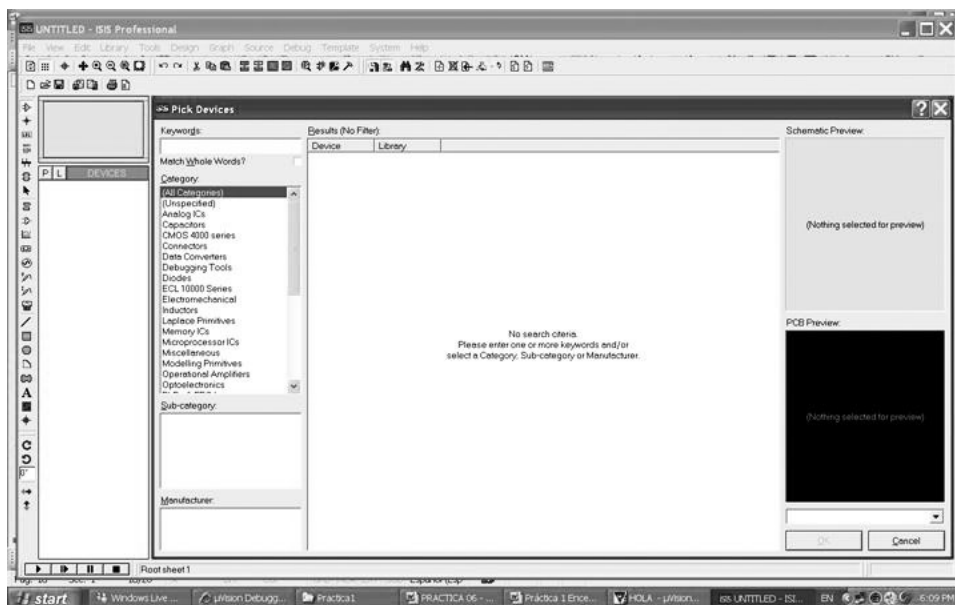 UNTITLED - ISIS Professional
File View Edit Library Tools Design Graph Source Debug Template System Help
Pick Devices
Keywords:
Match Whole Words?
Category:
(All Categories)
(Unspecified)
Analog ICs
Capacitors
CMOS 4000 series
Connectors
Data Converters
Debugging Tools
Diodes
ECL 10000 Series
Electromechanical
Inductors
Laplace Primitives
Memory ICs
Microprocessor ICs
Miscellaneous
Modelling Primitives
Operational Amplifiers
Optoelectronics
Sub-category:
Manufacturer:
Results (No Filter):
Device Library
No search citeria.
Please enter one or more keywords and/or
select a Category, Sub-category or Manufacturer.
Schematic Preview:
(Nothing selected for preview)
PCB Preview:
(Nothing selected for preview)
OK Cancel
P L DEVICES
A
Root sheet 1
start Windows Live ... µVision Debugg... Practica1 PRACTICA 06 - ... Práctica 1 Ence... HOLA - µVision... ISIS UNTITLED - ISI... EN 6:09 PM